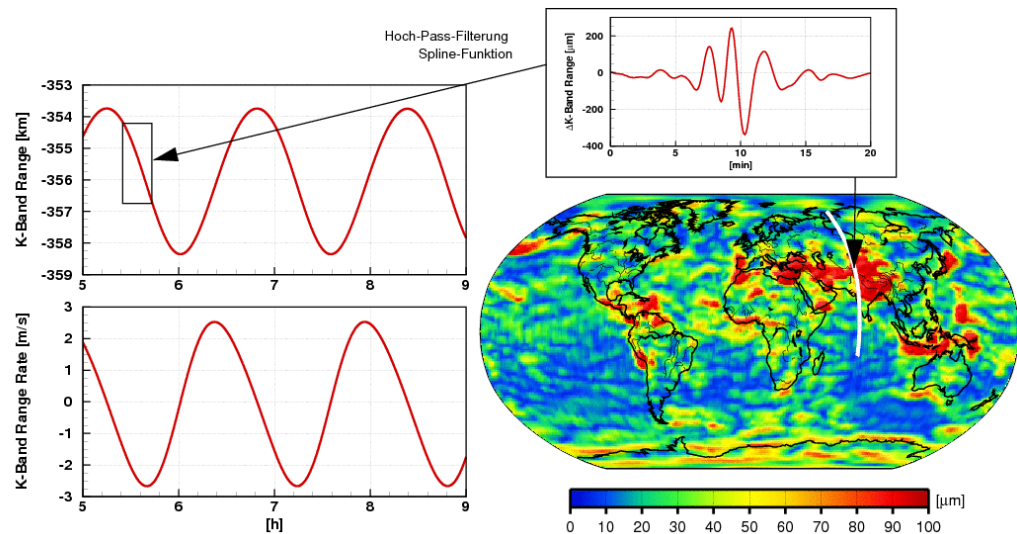 Hoch-Pass-Filterung
Spline-Funktion
ΔK-Band Range [μm]
200
0
-200
-400
0 5 10 15 20
[min]
K-Band Range [km]
-353
-354
-355
-356
-357
-358
-359
5 6 7 8 9
K-Band Range Rate [m/s]
3
2
1
0
-1
-2
-3
5 6 7 8 9
[h]
[μm]
0 10 20 30 40 50 60 70 80 90 100